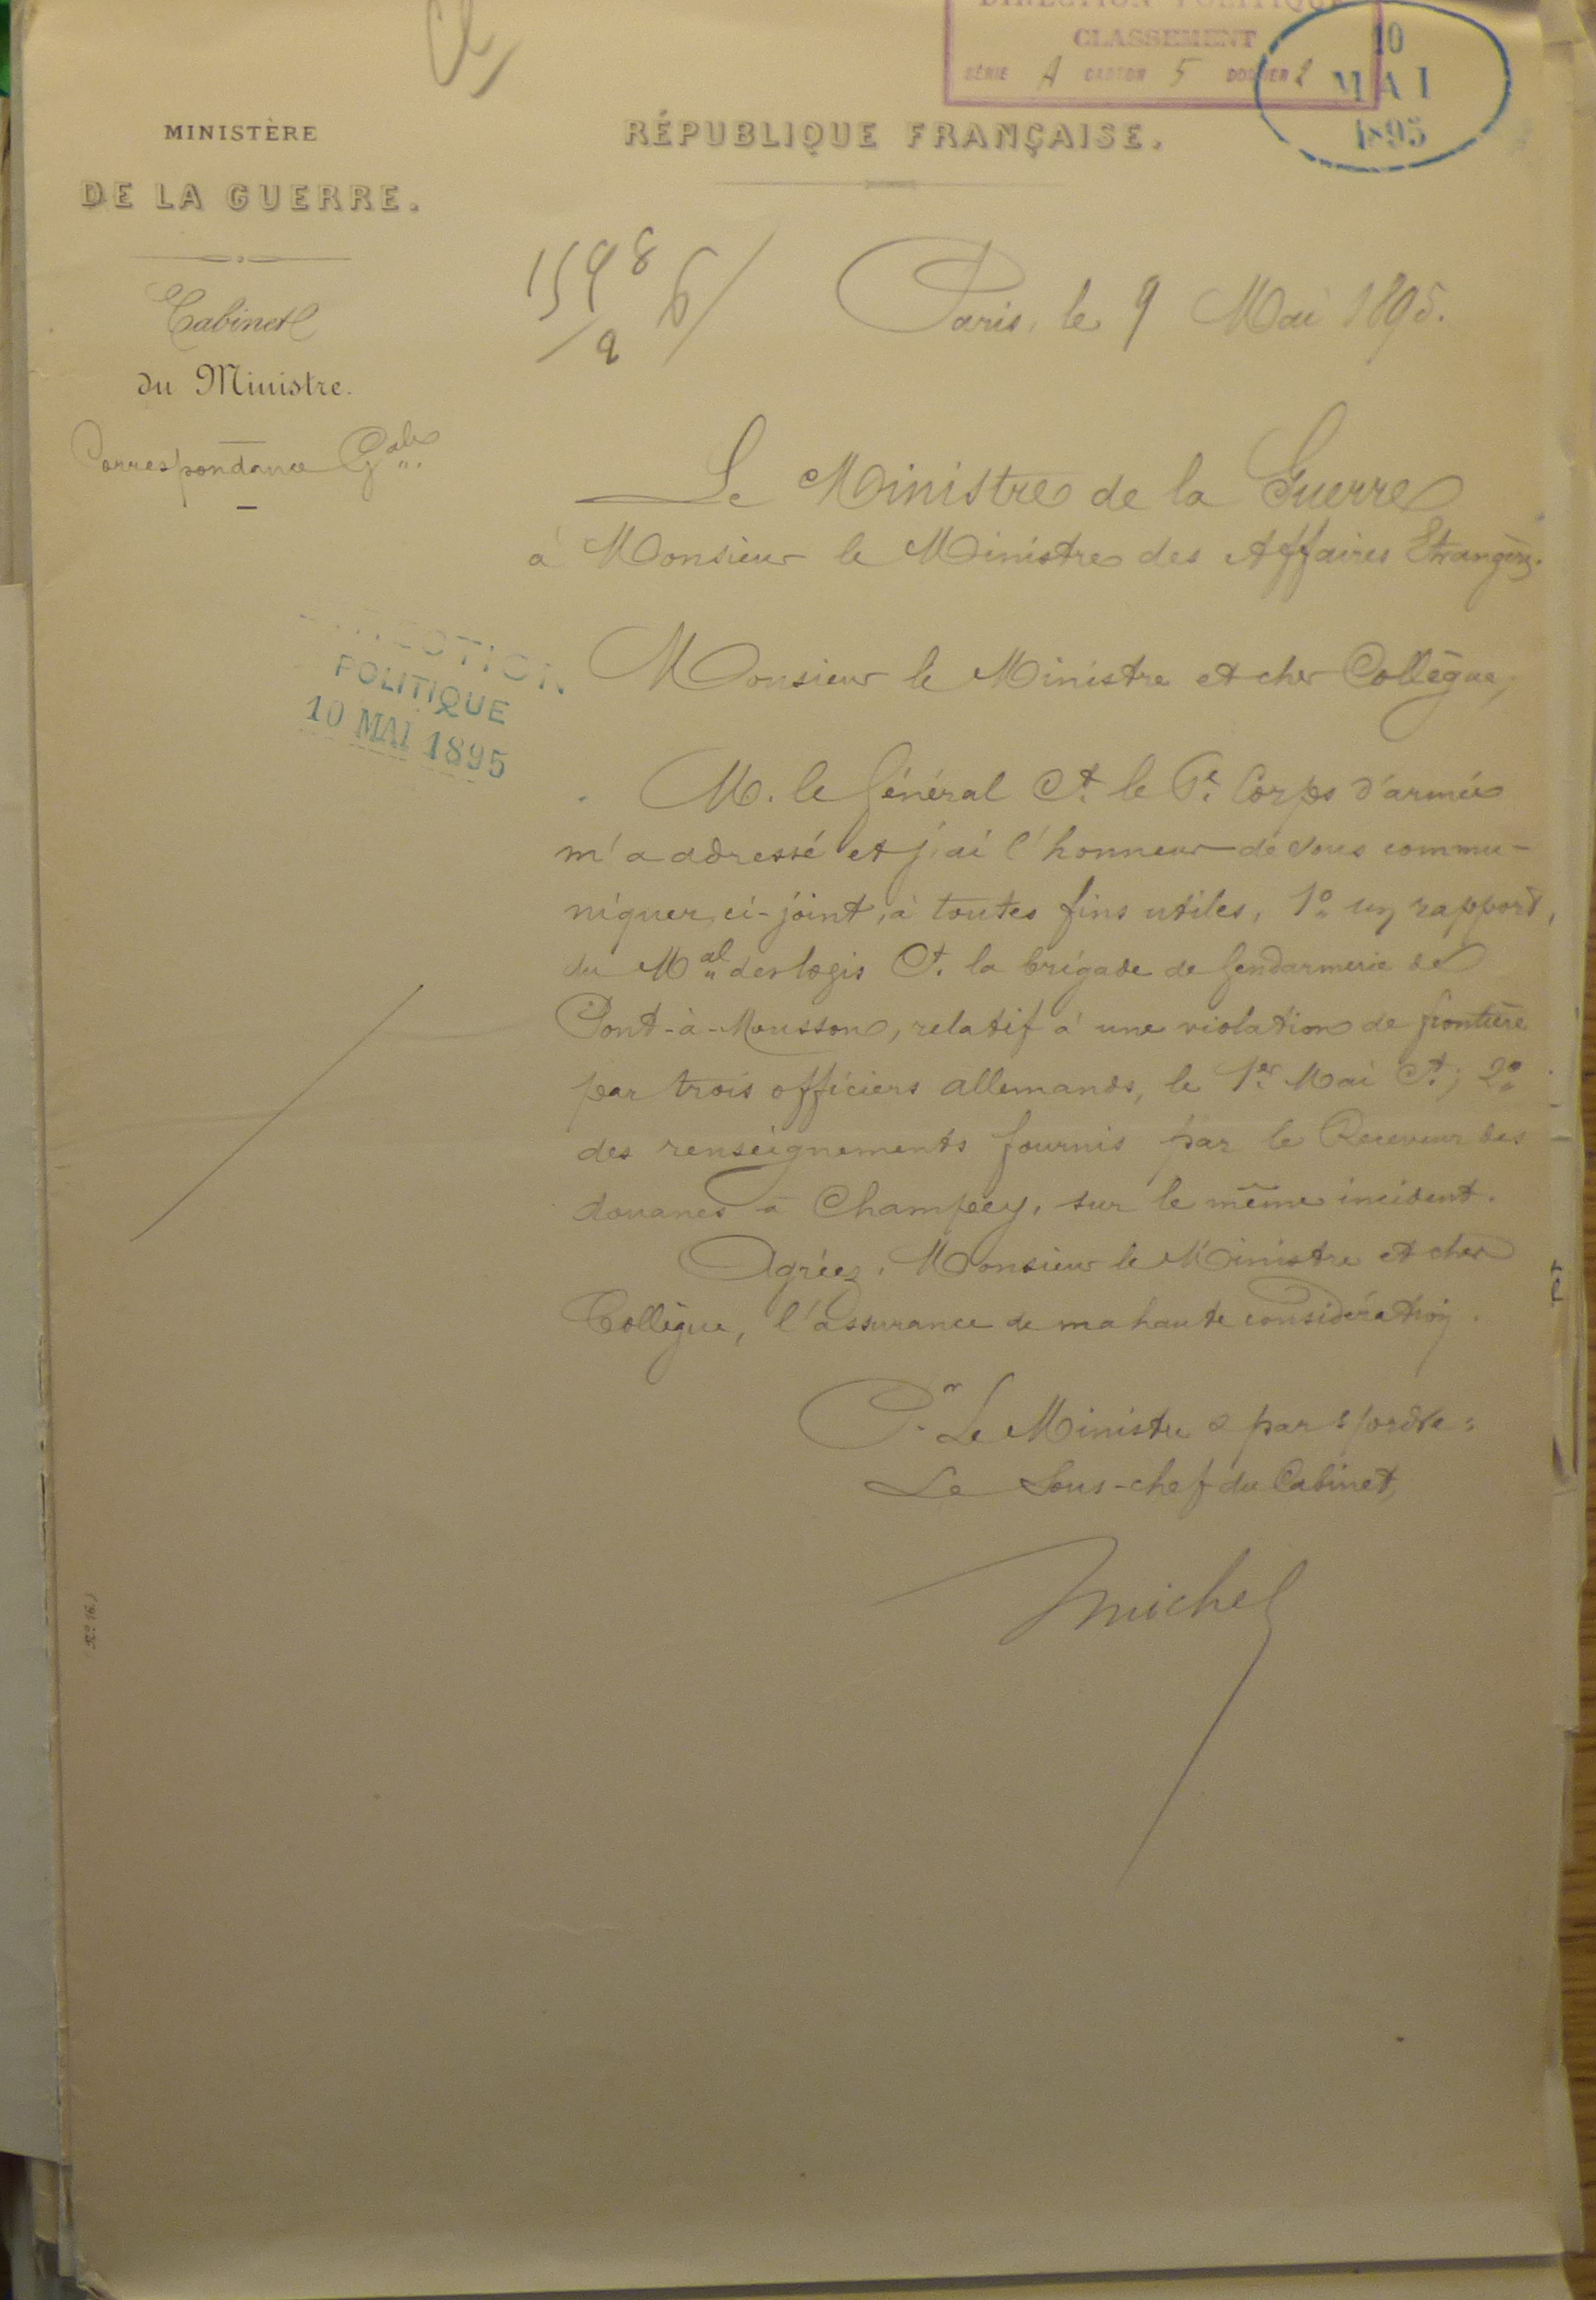 DIRECTION POLITIQUE
CLASSEMENT
SÉRIE A CARTON 5 DOSSIER 2
10
MAI
1895
MINISTÈRE
DE LA GUERRE.
RÉPUBLIQUE FRANÇAISE.
Cabinet
du Ministre.
Correspondance Gale
Paris, le 9 Mai 1895.
Le Ministre de la Guerre
à Monsieur le Ministre des Affaires Etrangères.
DIRECTION
POLITIQUE
10 MAI 1895
Monsieur le Ministre et cher Collègue,
M. le Général Ct. le 6e. Corps d'armée
m'a adressé et j'ai l'honneur de vous commu-
niquer, ci-joint, à toutes fins utiles, 1o un rapport,
du Mal des logis Ct. la brigade de Gendarmerie de
Pont-à-Mousson, relatif à une violation de frontière
par trois officiers allemands, le 1er Mai Ct; 2o
des renseignements fournis par le Receveur des
douanes à Champey, sur le même incident.
Agréez, Monsieur le Ministre et cher
Collègue, l'assurance de ma haute considération.
Pr. Le Ministre & par s/ordre:
Le Sous-chef du Cabinet,
Michel